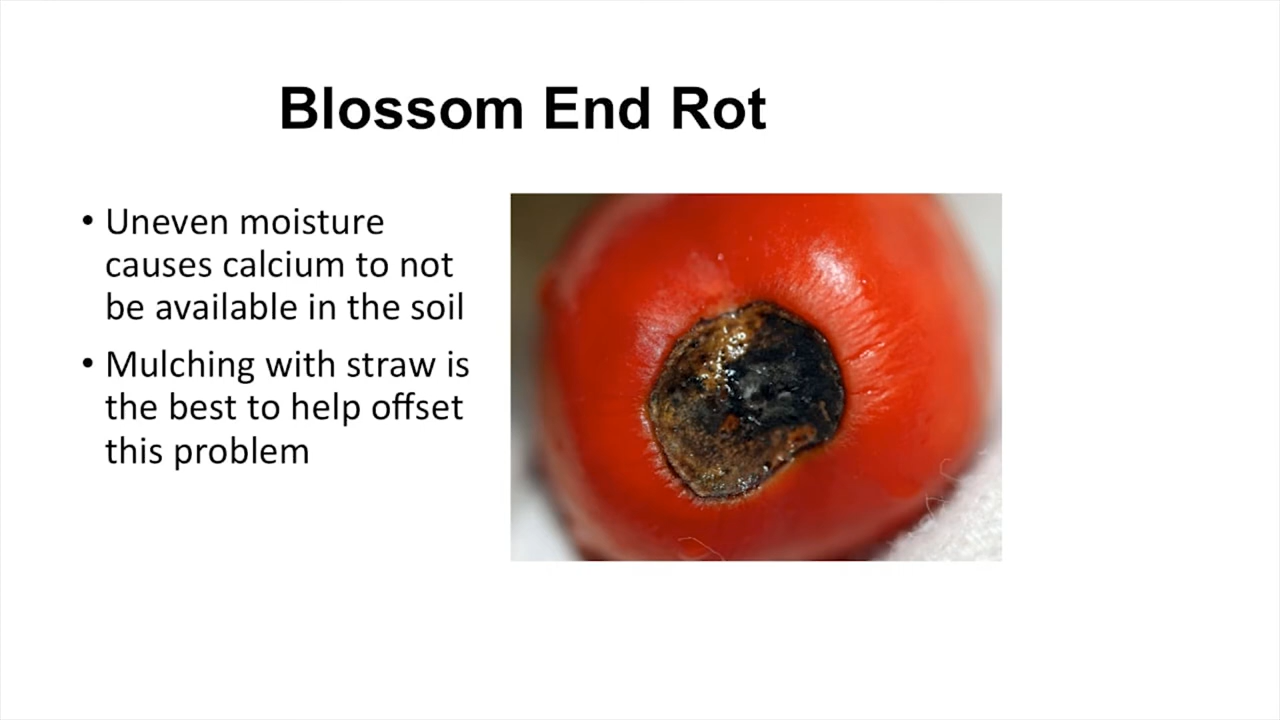 Blossom End Rot
• Uneven moisture
causes calcium to not
be available in the soil
• Mulching with straw is
the best to help offset
this problem